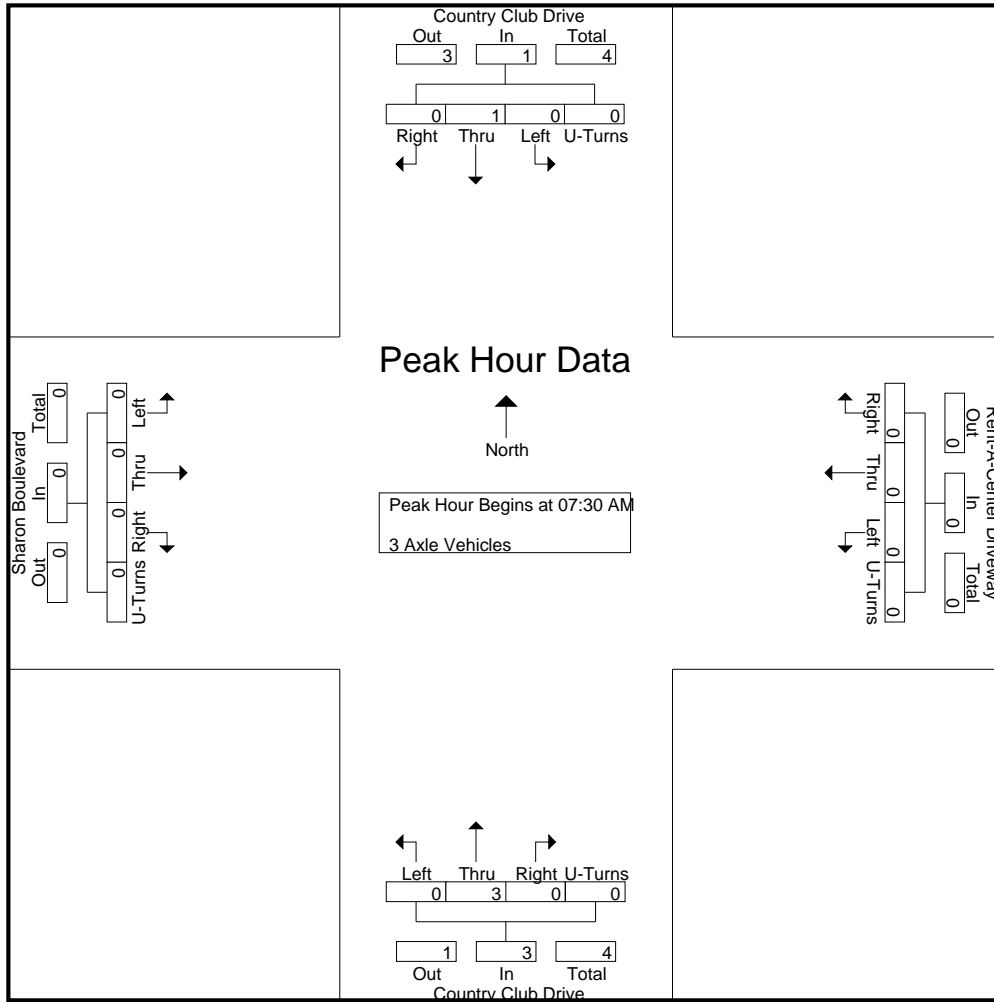 Country Club Drive
Out In Total
3 1 4
0 1 0 0
Right Thru Left U-Turns
Peak Hour Data
North
Peak Hour Begins at 07:30 AM
3 Axle Vehicles
Sharon Boulevard
Total In Out
0 0 0
0 0 0 0
Left Thru Right U-Turns
Right Thru Left U-Turns
0 0 0 0
0 0 0
Out In Total
Rent-A-Center Driveway
Left Thru Right U-Turns
0 3 0 0
1 3 4
Out In Total
Country Club Drive